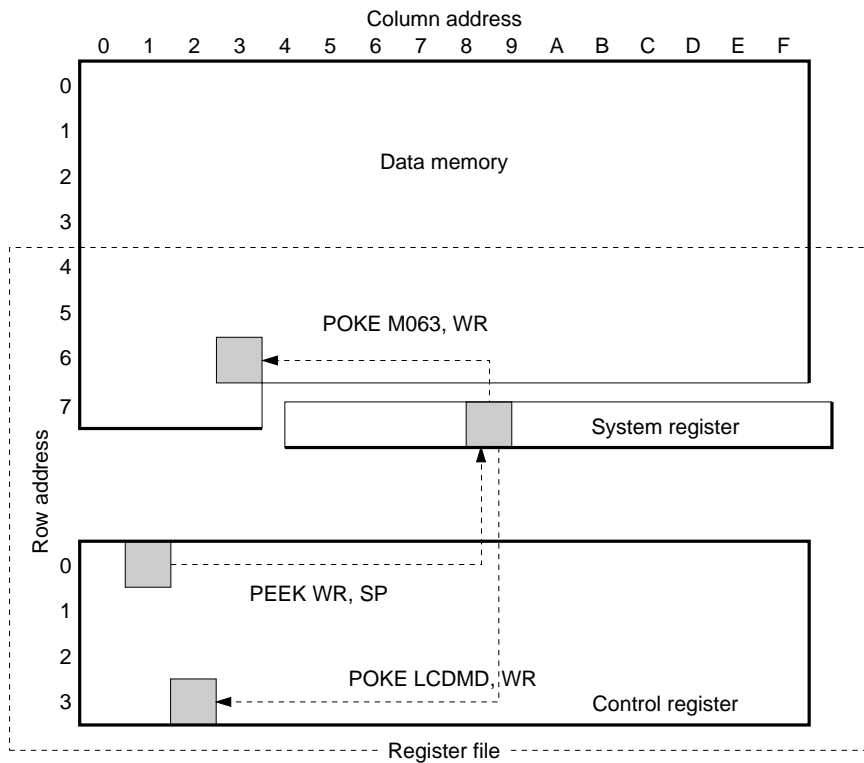 Column address
0 1 2 3 4 5 6 7 8 9 A B C D E F
0
1
Data memory
2
3
4
5
POKE M063, WR
6
7
System register
Row address
0
PEEK WR, SP
1
2
POKE LCDMD, WR
3
Control register
Register file